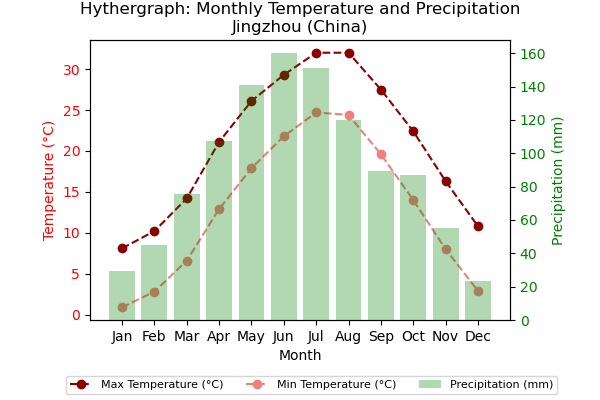 Hythergraph: Monthly Temperature and Precipitation
Jingzhou (China)
Temperature (°C)
30
25
20
15
10
5
0
160
140
120
100
80
60
40
20
0
Precipitation (mm)
Jan Feb Mar Apr May Jun Jul Aug Sep Oct Nov Dec
Month
Max Temperature (°C) Min Temperature (°C) Precipitation (mm)